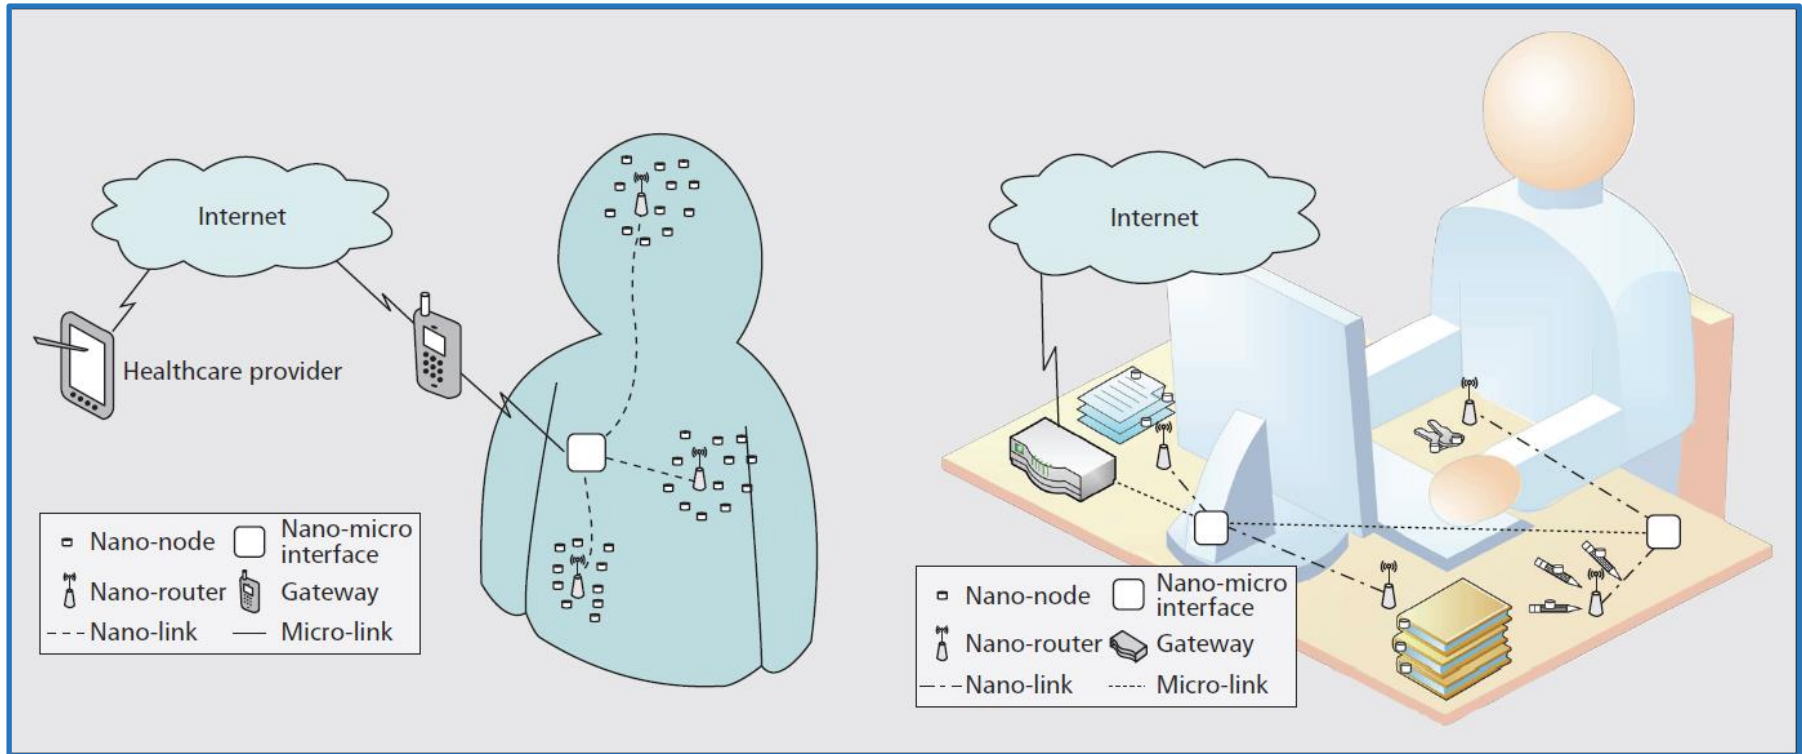 Internet
Healthcare provider
Nano-node
Nano-micro
interface
Nano-router
Gateway
Nano-link
Micro-link
Internet
Nano-node
Nano-micro
interface
Nano-router
Gateway
Nano-link
Micro-link